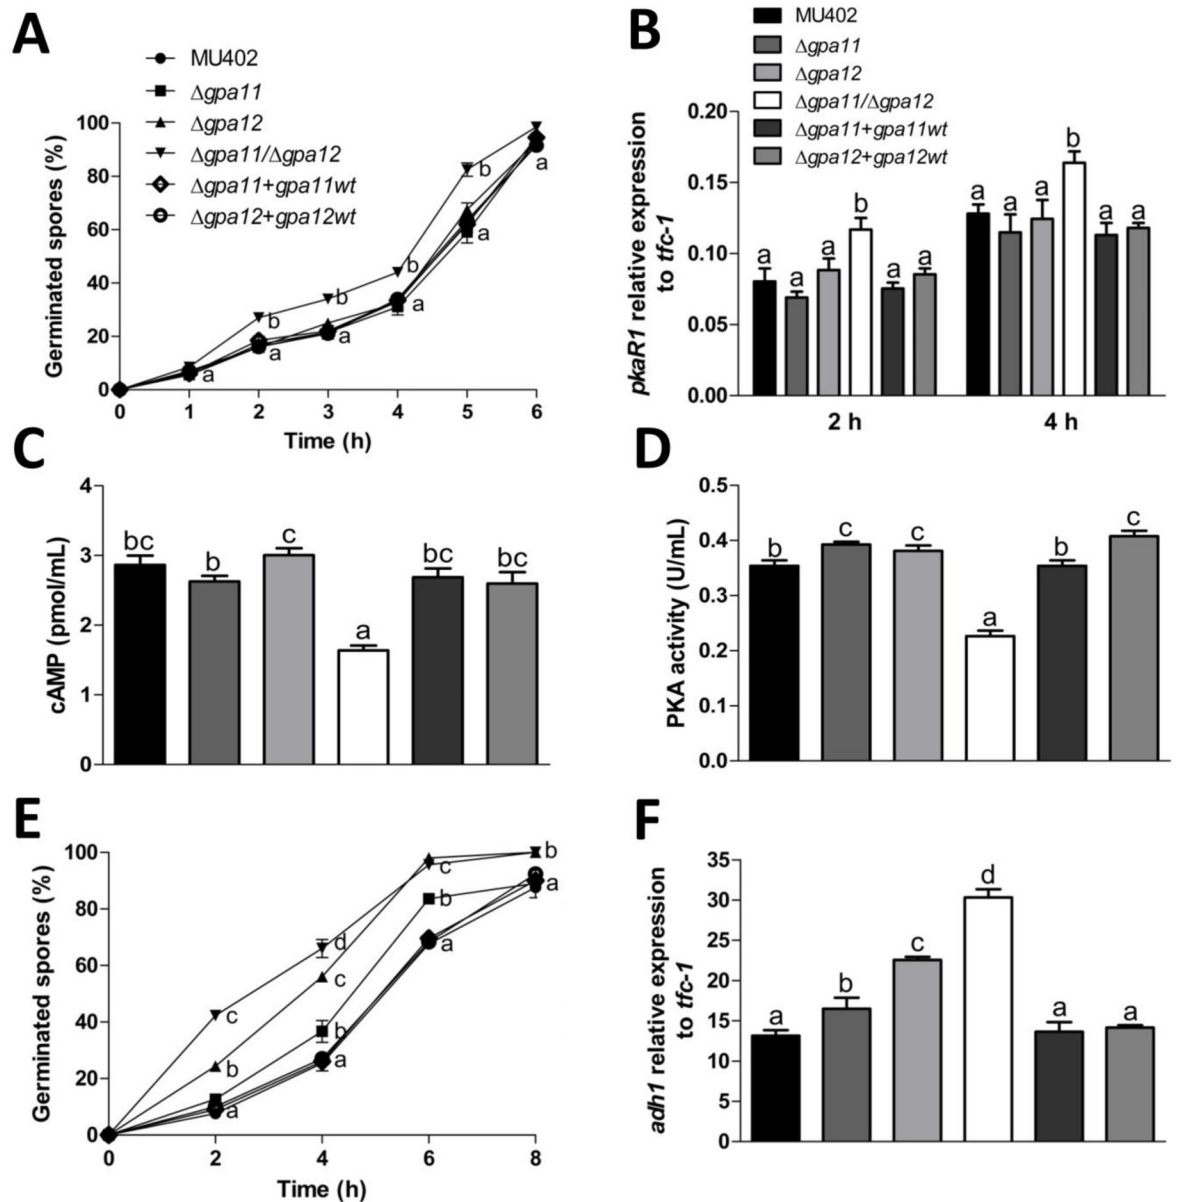 A
MU402
Δgpa11
Δgpa12
Δgpa11/Δgpa12
Δgpa11+gpa11wt
Δgpa12+gpa12wt
Germinated spores (%)
100
80
60
40
20
0
a
b
a
b
a
b
a
b
a
a
0 1 2 3 4 5 6
Time (h)
B
MU402
Δgpa11
Δgpa12
Δgpa11/Δgpa12
Δgpa11+gpa11wt
Δgpa12+gpa12wt
pkaR1 relative expression
to tfc-1
0.20
0.15
0.10
0.05
0.00
a a a b a a
a a a b a a
2 h 4 h
C
cAMP (pmol/mL)
4
3
2
1
0
bc b c a bc bc
D
PKA activity (U/mL)
0.5
0.4
0.3
0.2
0.1
0.0
b c c a b c
E
Germinated spores (%)
100
80
60
40
20
0
c
b
a
d
c
b
a
c
b
a
b
a
0 2 4 6 8
Time (h)
F
adh1 relative expression
to tfc-1
35
30
25
20
15
10
5
0
a b c d a a